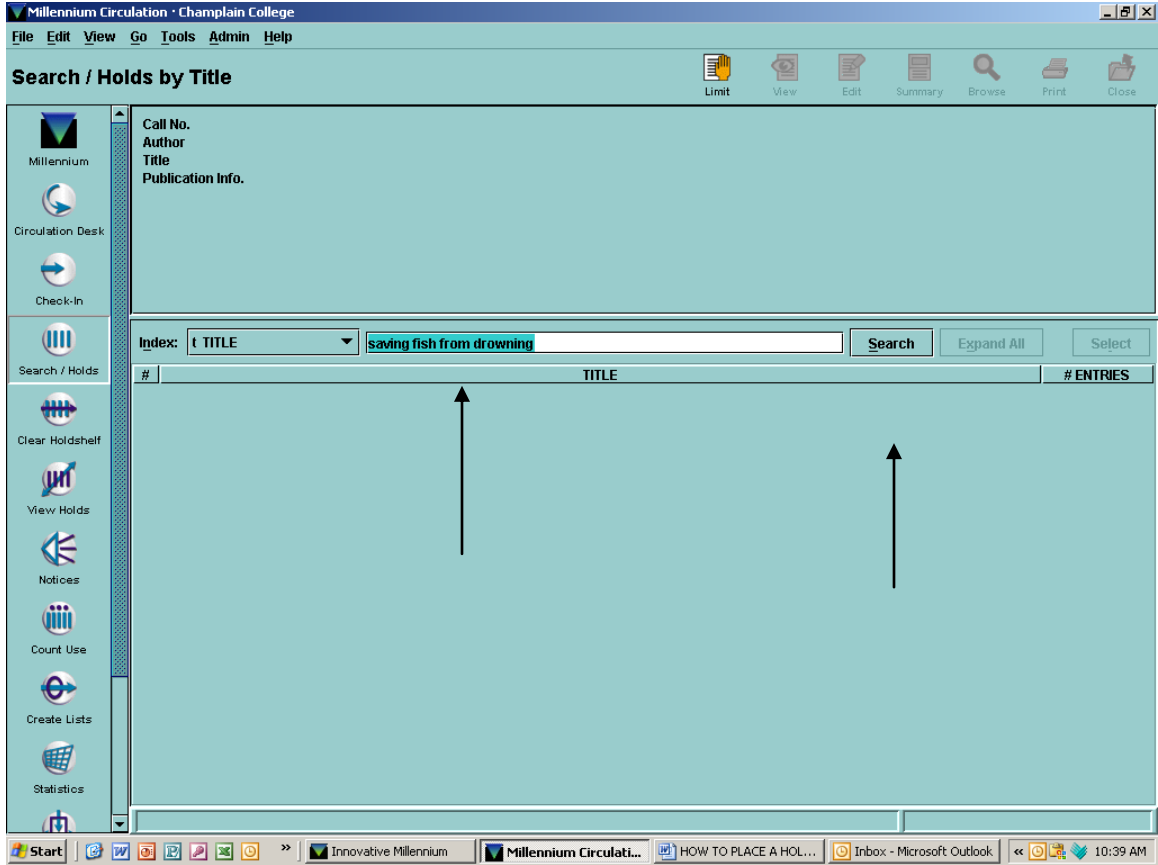 Millennium Circulation · Champlain College
File Edit View Go Tools Admin Help
Search / Holds by Title
Limit View Edit Summary Browse Print Close
Millennium
Circulation Desk
Check-In
Search / Holds
Clear Holdshelf
View Holds
Notices
Count Use
Create Lists
Statistics
Call No.
Author
Title
Publication Info.
Index: t TITLE saving fish from drowning Search Expand All Select
# TITLE # ENTRIES
Start » Innovative Millennium Millennium Circulati... HOW TO PLACE A HOL... Inbox - Microsoft Outlook « 10:39 AM